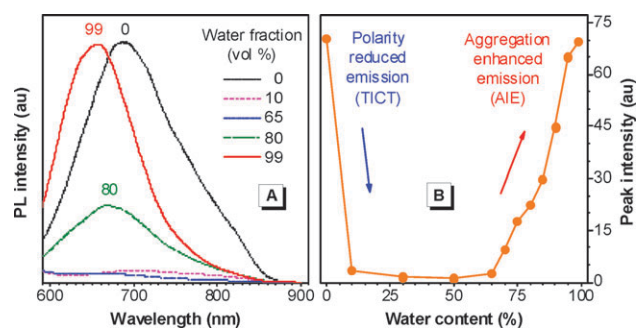 99
0
Water fraction
(vol %)
0
10
65
80
99
80
A
PL intensity (au)
600
700
800
900
Wavelength (nm)
Polarity
reduced
emission
(TICT)
Aggregation
enhanced
emission
(AIE)
B
0
25
50
75
100
Water content (%)
75
60
45
30
15
0
Peak intensity (au)